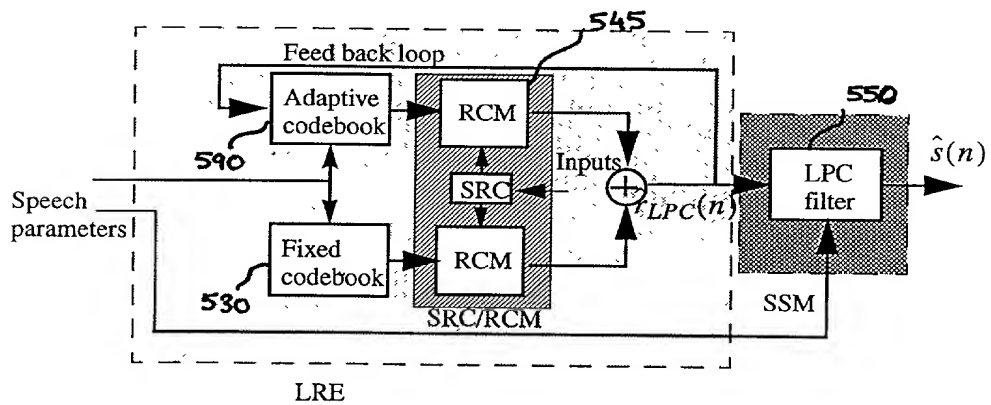 545
Feed back loop
550
Adaptive
codebook
RCM
590
Inputs
SRC
ŝ(n)
LPC
filter
r_LPC(n)
Speech
parameters
Fixed
codebook
RCM
530
SRC/RCM
SSM
LRE